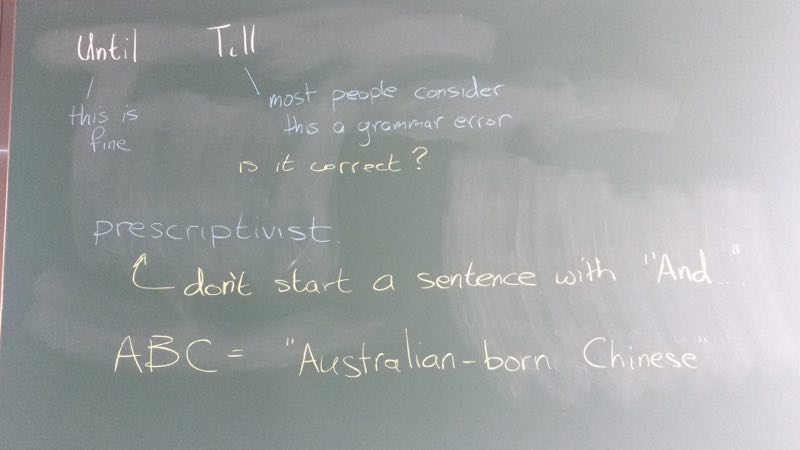 Until Till
this is
fine
most people consider
this a grammar error
is it correct?
prescriptivist.
don't start a sentence with "And..."
ABC = "Australian-born Chinese"